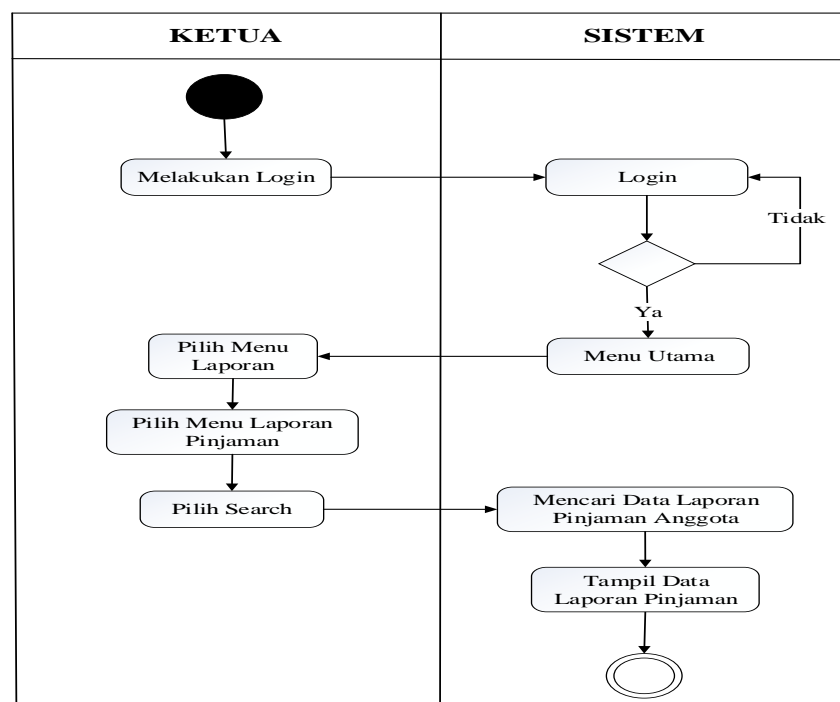 KETUA
SISTEM
Melakukan Login
Login
Tidak
Ya
Menu Utama
Pilih Menu
Laporan
Pilih Menu Laporan
Pinjaman
Pilih Search
Mencari Data Laporan
Pinjaman Anggota
Tampil Data
Laporan Pinjaman